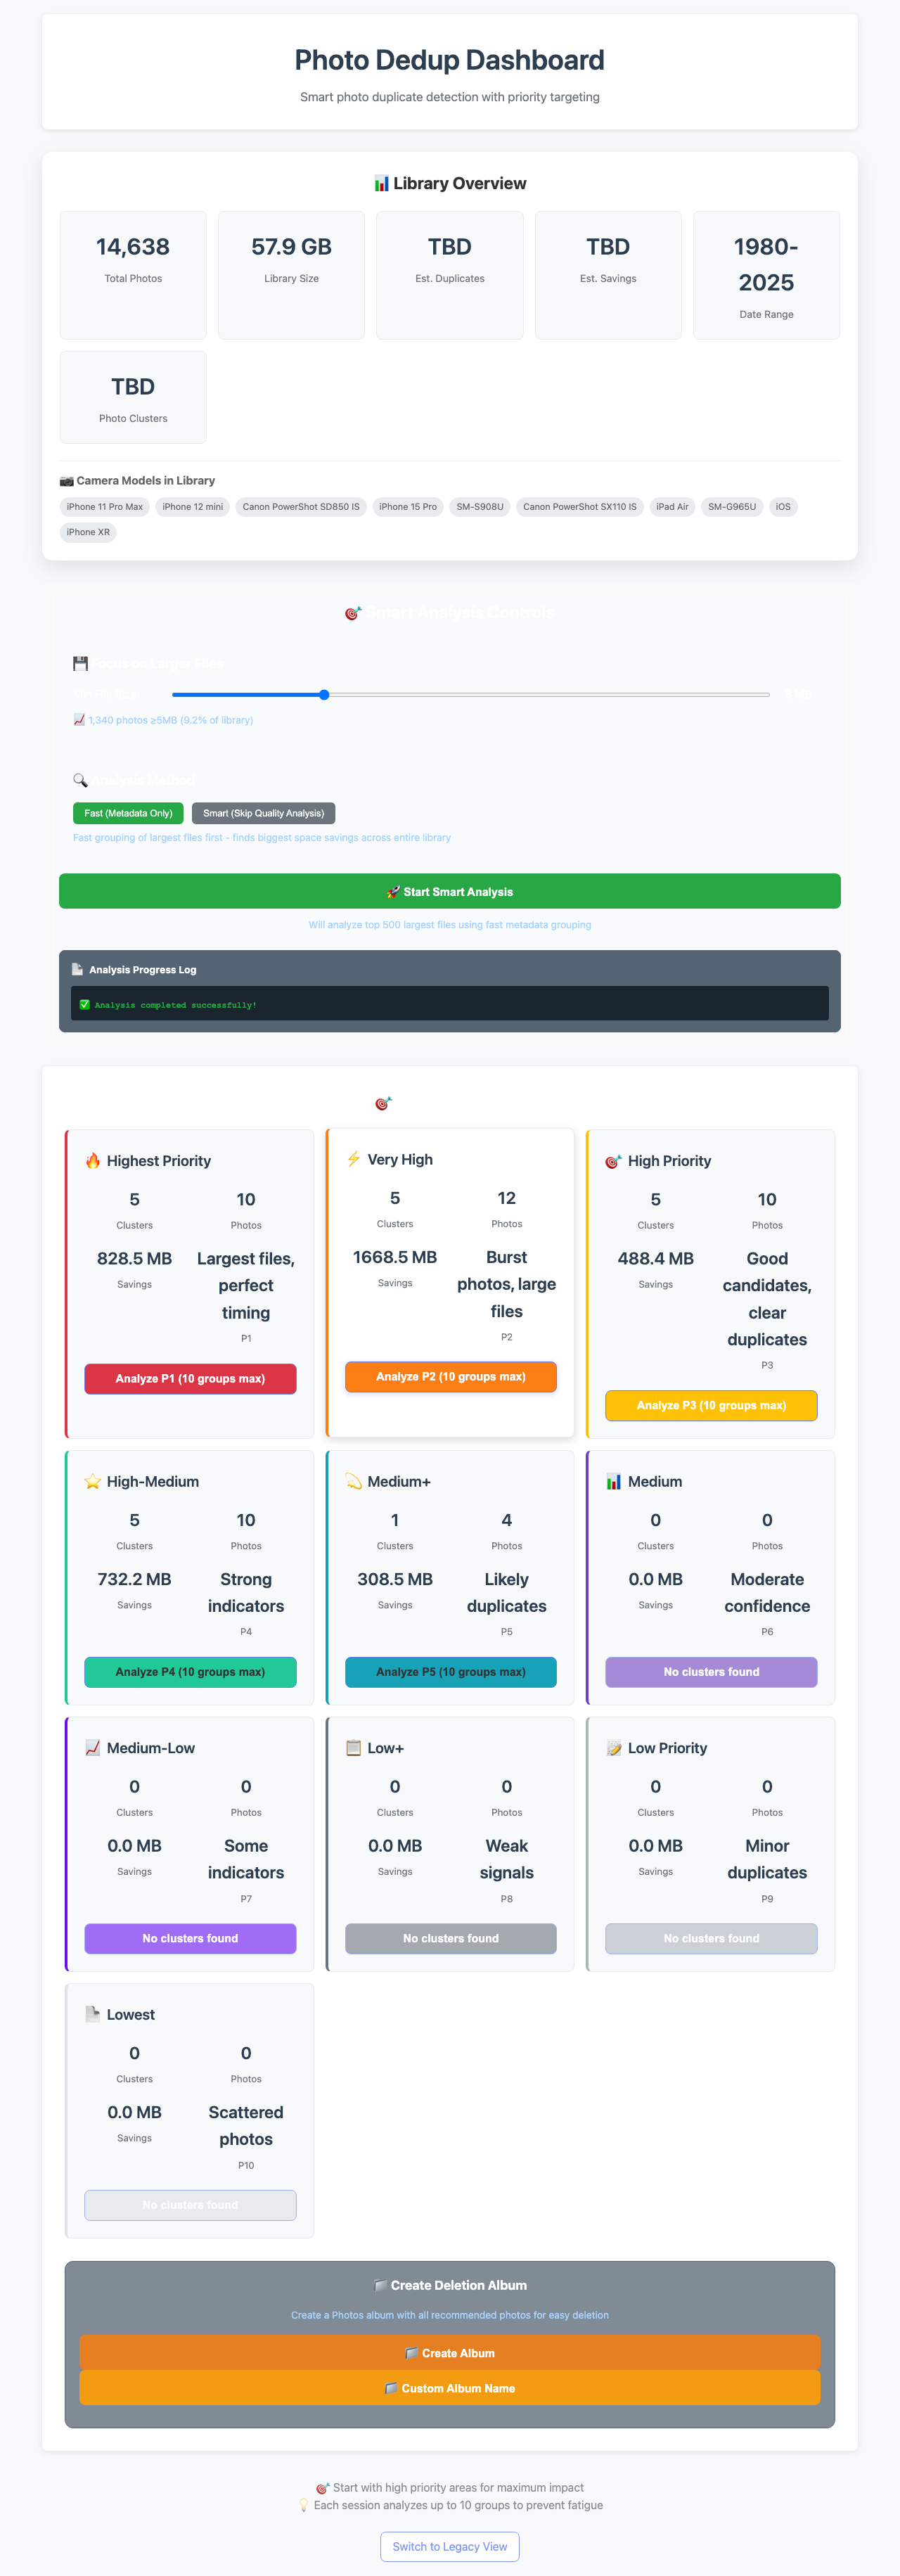 Photo Dedup Dashboard
Smart photo duplicate detection with priority targeting
📊 Library Overview
14,638
Total Photos
57.9 GB
Library Size
TBD
Est. Duplicates
TBD
Est. Savings
1980-
2025
Date Range
TBD
Photo Clusters
📷 Camera Models in Library
iPhone 11 Pro Max
iPhone 12 mini
Canon PowerShot SD850 IS
iPhone 15 Pro
SM-S908U
Canon PowerShot SX110 IS
iPad Air
SM-G965U
iOS
iPhone XR
🎯 Smart Analysis Controls
💾 Focus on Larger Files
📈 1,340 photos ≥5MB (9.2% of library)
🔍 Analysis Method
Fast (Metadata Only)
Smart (Skip Quality Analysis)
Fast grouping of largest files first - finds biggest space savings across entire library
🚀 Start Smart Analysis
Will analyze top 500 largest files using fast metadata grouping
Analysis Progress Log
✅ Analysis completed successfully!
🎯
🔥 Highest Priority
5
Clusters
10
Photos
828.5 MB
Savings
Largest files,
perfect
timing
P1
Analyze P1 (10 groups max)
⚡ Very High
5
Clusters
12
Photos
1668.5 MB
Savings
Burst
photos, large
files
P2
Analyze P2 (10 groups max)
🎯 High Priority
5
Clusters
10
Photos
488.4 MB
Savings
Good
candidates,
clear
duplicates
P3
Analyze P3 (10 groups max)
⭐ High-Medium
5
Clusters
10
Photos
732.2 MB
Savings
Strong
indicators
P4
Analyze P4 (10 groups max)
💫 Medium+
1
Clusters
4
Photos
308.5 MB
Savings
Likely
duplicates
P5
Analyze P5 (10 groups max)
📊 Medium
0
Clusters
0
Photos
0.0 MB
Savings
Moderate
confidence
P6
No clusters found
📈 Medium-Low
0
Clusters
0
Photos
0.0 MB
Savings
Some
indicators
P7
No clusters found
📋 Low+
0
Clusters
0
Photos
0.0 MB
Savings
Weak
signals
P8
No clusters found
📝 Low Priority
0
Clusters
0
Photos
0.0 MB
Savings
Minor
duplicates
P9
No clusters found
Lowest
0
Clusters
0
Photos
0.0 MB
Savings
Scattered
photos
P10
No clusters found
📁 Create Deletion Album
Create a Photos album with all recommended photos for easy deletion
📁 Create Album
📁 Custom Album Name
🎯 Start with high priority areas for maximum impact
💡 Each session analyzes up to 10 groups to prevent fatigue
Switch to Legacy View